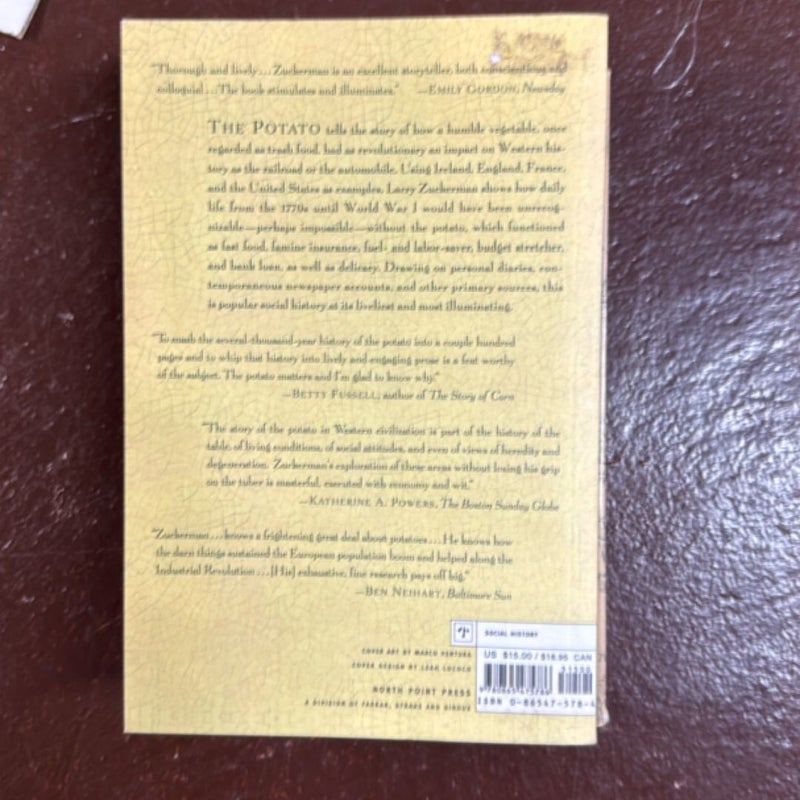 "Thorough and lively...Zuckerman is an excellent storyteller, both conscientious and
colloquial...The book stimulates and illuminates." —EMILY GORDON, Newsday
THE POTATO tells the story of how a humble vegetable, once
regarded as trash food, had as revolutionary an impact on Western his-
tory as the railroad or the automobile. Using Ireland, England, France,
and the United States as examples, Larry Zuckerman shows how daily
life from the 1770s until World War I would have been unrecog-
nizable—perhaps impossible—without the potato, which functioned
as fast food, famine insurance, fuel- and labor-saver, budget stretcher,
and bank loan, as well as delicacy. Drawing on personal diaries, con-
temporaneous newspaper accounts, and other primary sources, this
is popular social history at its liveliest and most illuminating.
"To mash the several-thousand-year history of the potato into a couple hundred
pages and to whip that history into lively and engaging prose is a feat worthy
of the subject. The potato matters and I'm glad to know why."
—BETTY FUSSELL, author of The Story of Corn
"The story of the potato in Western civilization is part of the history of the
table, of living conditions, of social attitudes, and even of views of heredity and
degeneration. Zuckerman's exploration of these areas without losing his grip
on the tuber is masterful, executed with economy and wit."
—KATHERINE A. POWERS, The Boston Sunday Globe
"Zuckerman...knows a frightening great deal about potatoes...He knows how
the darn things sustained the European population boom and helped along the
Industrial Revolution...[His] exhaustive, fine research pays off big."
—BEN NEIHART, Baltimore Sun
SOCIAL HISTORY
COVER ART BY MARCO VENTURA
COVER DESIGN BY LEAH LOCOCO
NORTH POINT PRESS
A DIVISION OF FARRAR, STRAUS AND GIROUX
US $15.00 / $18.95 CAN
51500
9 780865 475786
ISBN 0-86547-578-4